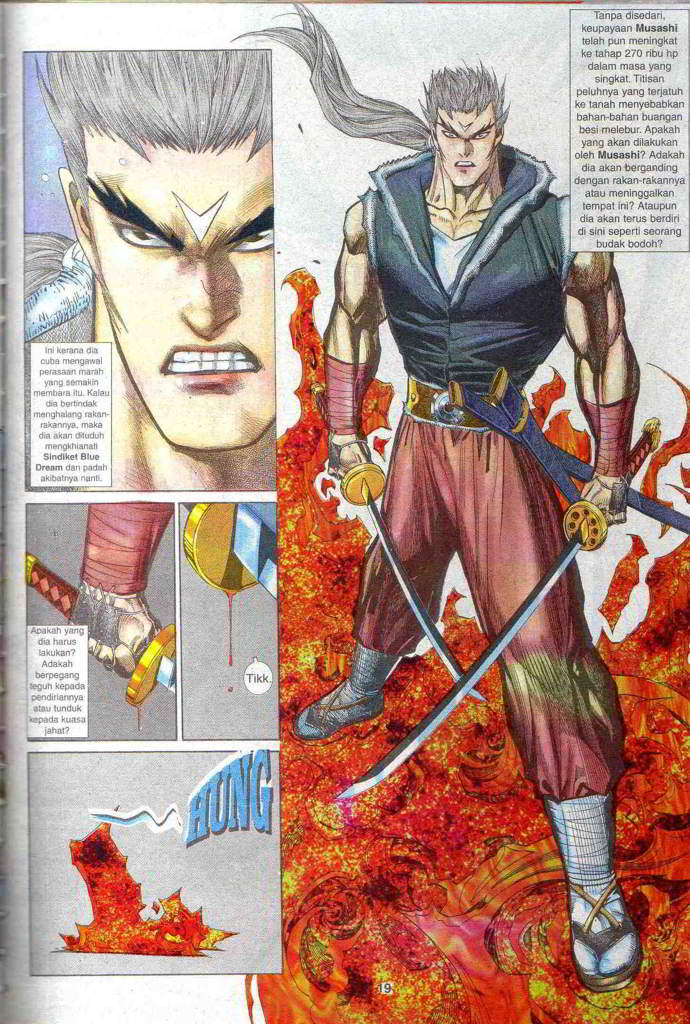 Tanpa disedari,
keupayaan Musashi
telah pun meningkat
ke tahap 270 ribu hp
dalam masa yang
singkat. Titisan
peluhnya yang terjatuh
ke tanah menyebabkan
bahan-bahan buangan
besi melebur. Apakah
yang akan dilakukan
oleh Musashi? Adakah
dia akan berganding
dengan rakan-rakannya
atau meninggalkan
tempat ini? Ataupun
dia akan terus berdiri
di sini seperti seorang
budak bodoh?
Ini kerana dia
cuba mengawal
perasaan marah
yang semakin
membara itu. Kalau
dia bertindak
menghalang rakan-
rakannya, maka
dia akan dituduh
mengkhianati
Sindiket Blue
Dream dan padah
akibatnya nanti.
Apakah yang
dia harus
lakukan?
Adakah
berpegang
teguh kepada
pendiriannya
atau tunduk
kepada kuasa
jahat?
Tikk.
HUNG
19